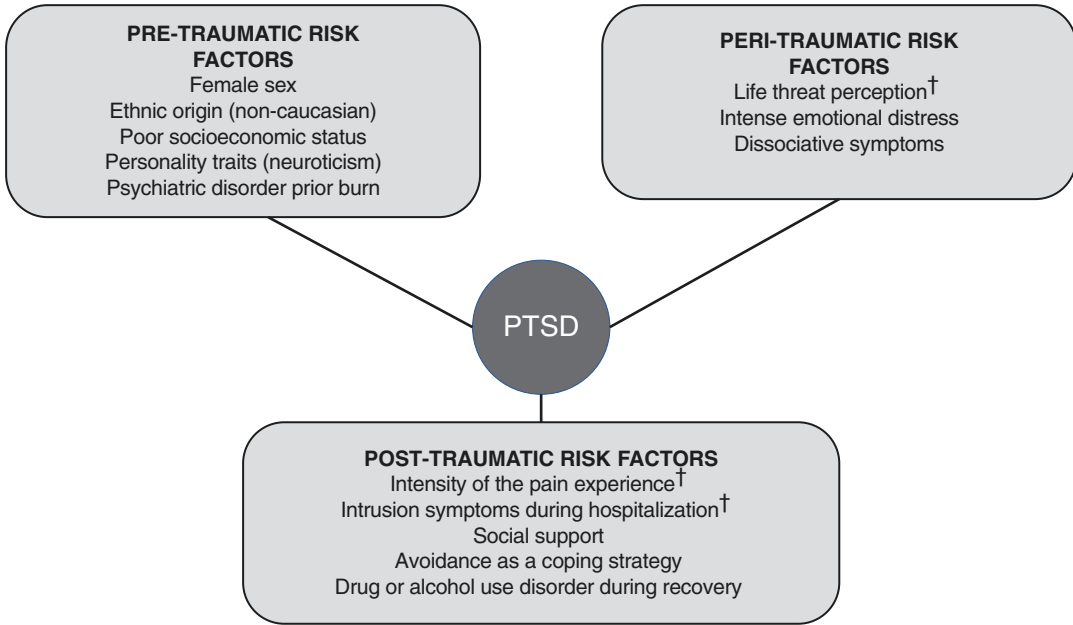 PRE-TRAUMATIC RISK
FACTORS
Female sex
Ethnic origin (non-caucasian)
Poor socioeconomic status
Personality traits (neuroticism)
Psychiatric disorder prior burn
PERI-TRAUMATIC RISK
FACTORS
Life threat perception†
Intense emotional distress
Dissociative symptoms
PTSD
POST-TRAUMATIC RISK FACTORS
Intensity of the pain experience†
Intrusion symptoms during hospitalization†
Social support
Avoidance as a coping strategy
Drug or alcohol use disorder during recovery